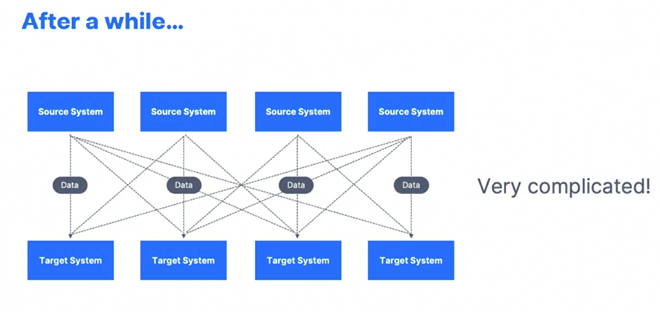 After a while...
Source System Source System Source System Source System
Data Data Data Data
Very complicated!
Target System Target System Target System Target System